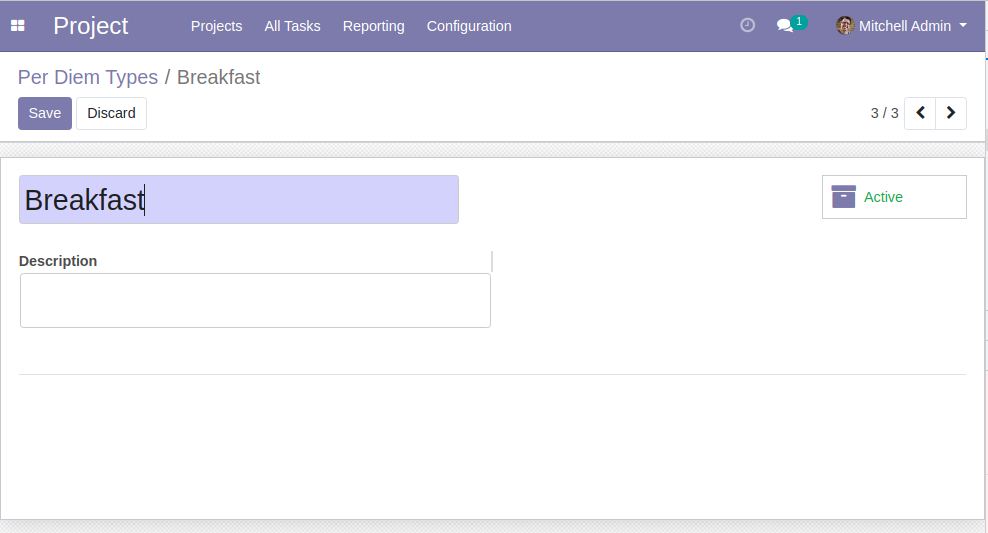 Project Projects All Tasks Reporting Configuration 1 Mitchell Admin
Per Diem Types / Breakfast
Save Discard 3 / 3
Breakfast Active
Description